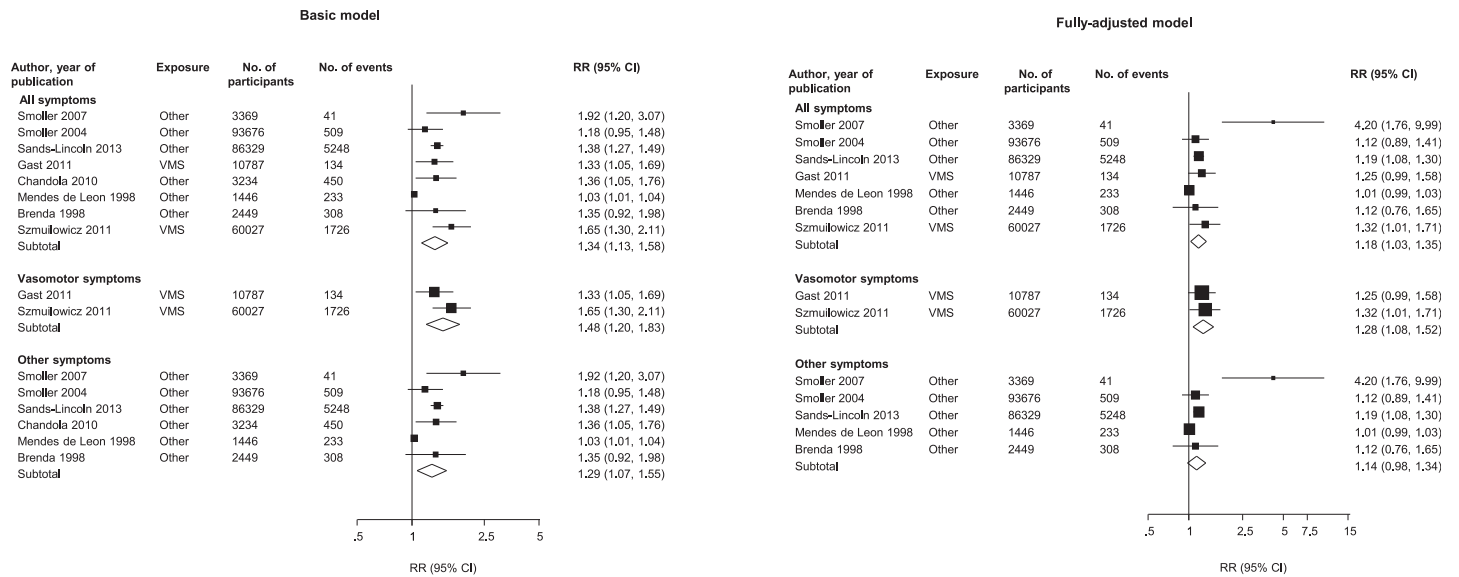 Basic model
Author, year of publication Exposure No. of participants No. of events RR (95% CI)
All symptoms
Smoller 2007 Other 3369 41 1.92 (1.20, 3.07)
Smoller 2004 Other 93676 509 1.18 (0.95, 1.48)
Sands-Lincoln 2013 Other 86329 5248 1.38 (1.27, 1.49)
Gast 2011 VMS 10787 134 1.33 (1.05, 1.69)
Chandola 2010 Other 3234 450 1.36 (1.05, 1.76)
Mendes de Leon 1998 Other 1446 233 1.03 (1.01, 1.04)
Brenda 1998 Other 2449 308 1.35 (0.92, 1.98)
Szmuilowicz 2011 VMS 60027 1726 1.65 (1.30, 2.11)
Subtotal 1.34 (1.13, 1.58)
Vasomotor symptoms
Gast 2011 VMS 10787 134 1.33 (1.05, 1.69)
Szmuilowicz 2011 VMS 60027 1726 1.65 (1.30, 2.11)
Subtotal 1.48 (1.20, 1.83)
Other symptoms
Smoller 2007 Other 3369 41 1.92 (1.20, 3.07)
Smoller 2004 Other 93676 509 1.18 (0.95, 1.48)
Sands-Lincoln 2013 Other 86329 5248 1.38 (1.27, 1.49)
Chandola 2010 Other 3234 450 1.36 (1.05, 1.76)
Mendes de Leon 1998 Other 1446 233 1.03 (1.01, 1.04)
Brenda 1998 Other 2449 308 1.35 (0.92, 1.98)
Subtotal 1.29 (1.07, 1.55)
.5 1 2.5 5
RR (95% CI)
Fully-adjusted model
Author, year of publication Exposure No. of participants No. of events RR (95% CI)
All symptoms
Smoller 2007 Other 3369 41 4.20 (1.76, 9.99)
Smoller 2004 Other 93676 509 1.12 (0.89, 1.41)
Sands-Lincoln 2013 Other 86329 5248 1.19 (1.08, 1.30)
Gast 2011 VMS 10787 134 1.25 (0.99, 1.58)
Mendes de Leon 1998 Other 1446 233 1.01 (0.99, 1.03)
Brenda 1998 Other 2449 308 1.12 (0.76, 1.65)
Szmuilowicz 2011 VMS 60027 1726 1.32 (1.01, 1.71)
Subtotal 1.18 (1.03, 1.35)
Vasomotor symptoms
Gast 2011 VMS 10787 134 1.25 (0.99, 1.58)
Szmuilowicz 2011 VMS 60027 1726 1.32 (1.01, 1.71)
Subtotal 1.28 (1.08, 1.52)
Other symptoms
Smoller 2007 Other 3369 41 4.20 (1.76, 9.99)
Smoller 2004 Other 93676 509 1.12 (0.89, 1.41)
Sands-Lincoln 2013 Other 86329 5248 1.19 (1.08, 1.30)
Mendes de Leon 1998 Other 1446 233 1.01 (0.99, 1.03)
Brenda 1998 Other 2449 308 1.12 (0.76, 1.65)
Subtotal 1.14 (0.98, 1.34)
.5 1 2.5 5 7.5 15
RR (95% CI)